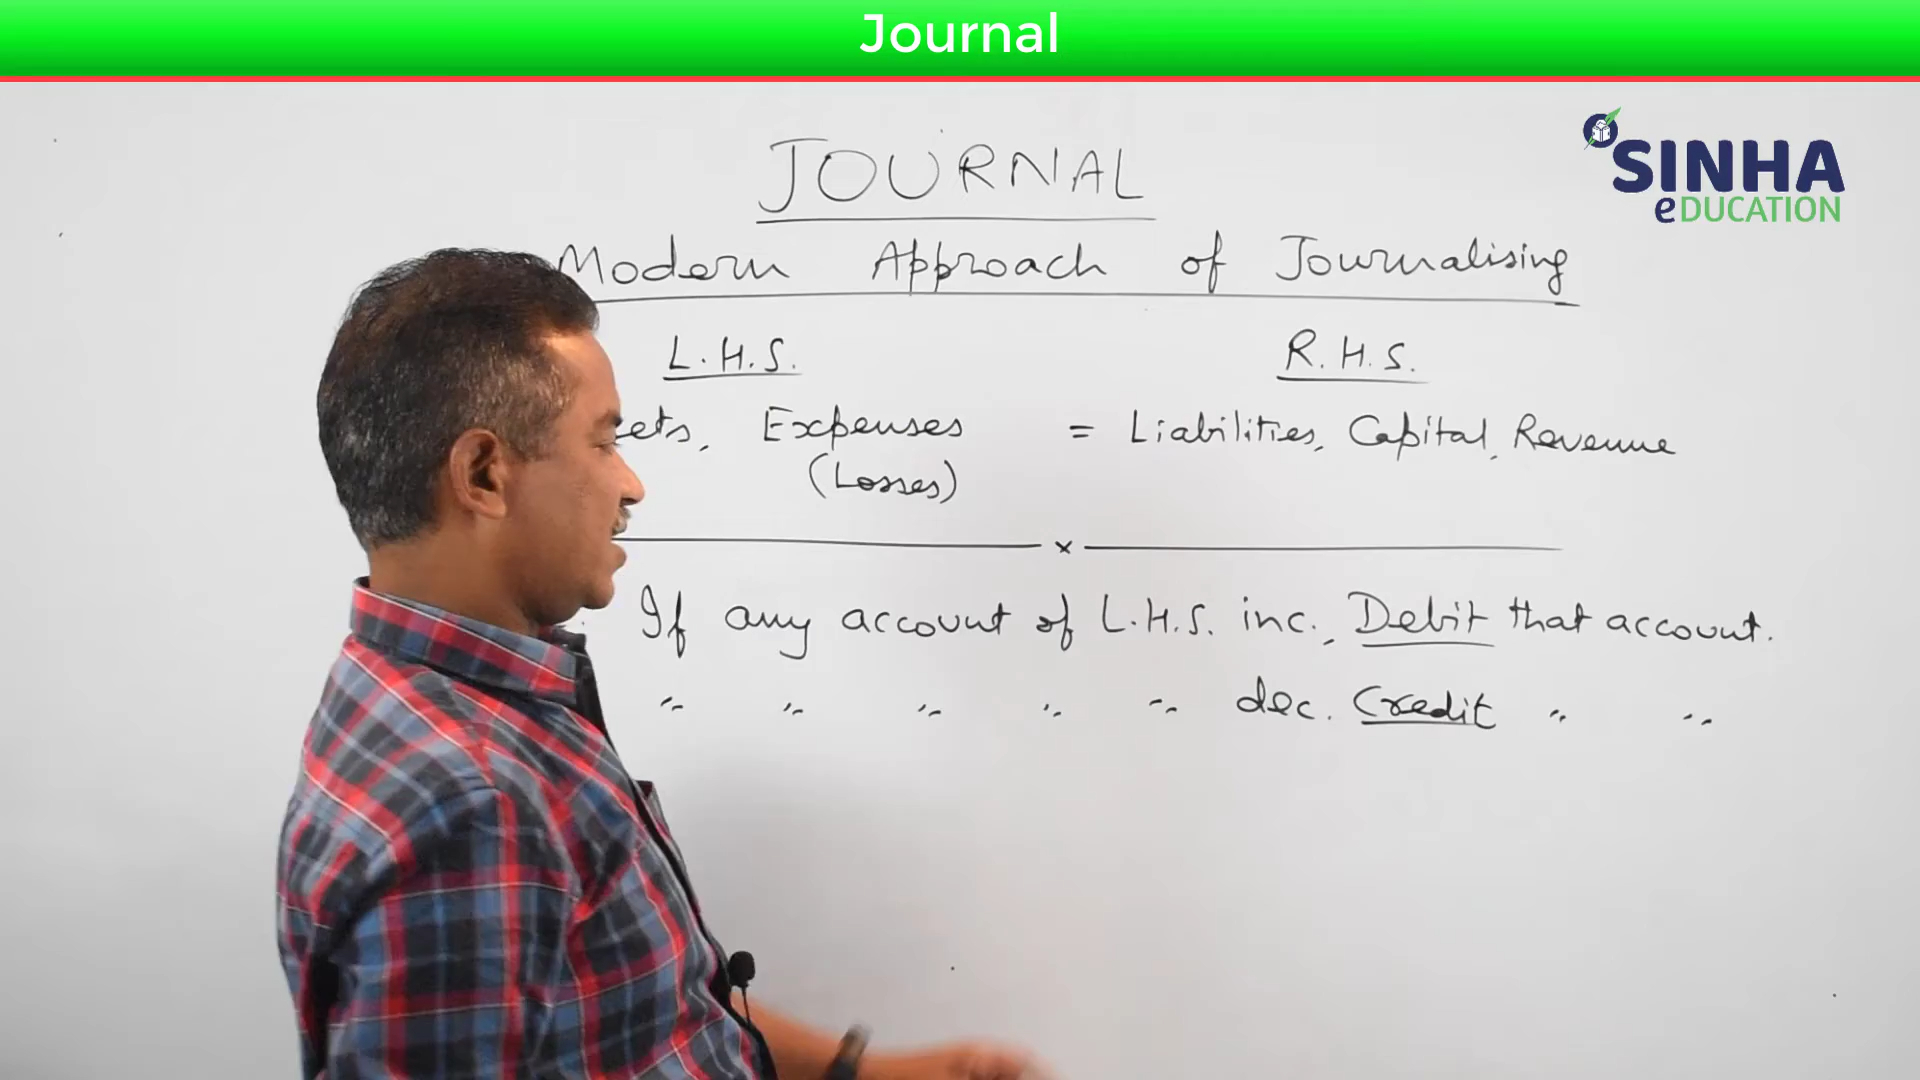 Journal
SINHA
eDUCATION
JOURNAL
Modern Approach of Journalising
L.H.S. R.H.S.
ets, Expenses = Liabilities, Capital, Revenue
(Losses)
x
If any account of L.H.S. inc., Debit that account.
" " " " " dec. Credit " "